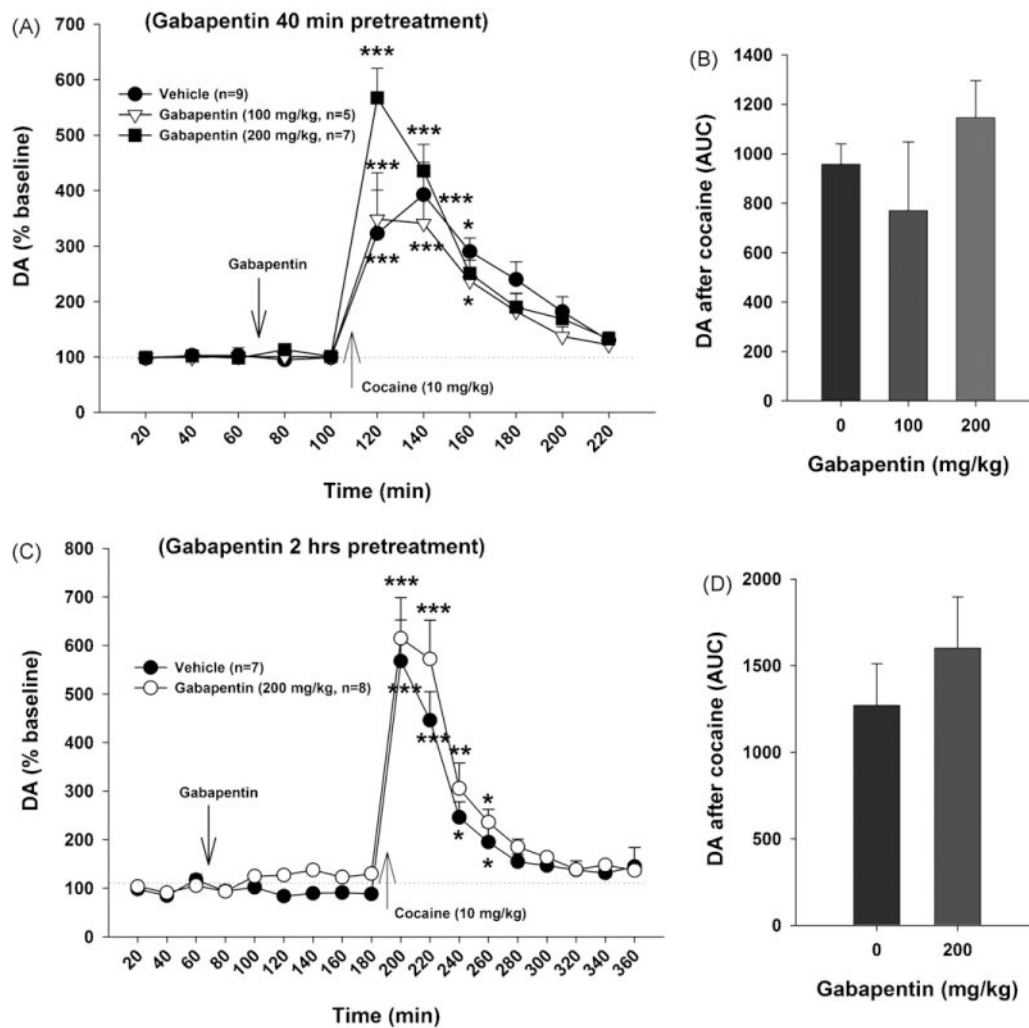 (A)
(Gabapentin 40 min pretreatment)
700
600
500
400
300
200
100
0
DA (% baseline)
Vehicle (n=9)
Gabapentin (100 mg/kg, n=5)
Gabapentin (200 mg/kg, n=7)
***
***
***
***
*
***
***
*
Gabapentin
Cocaine (10 mg/kg)
20 40 60 80 100 120 140 160 180 200 220
Time (min)
(B)
1600
1400
1200
1000
800
600
400
200
0
DA after cocaine (AUC)
0 100 200
Gabapentin (mg/kg)
(C)
(Gabapentin 2 hrs pretreatment)
800
700
600
500
400
300
200
100
0
DA (% baseline)
Vehicle (n=7)
Gabapentin (200 mg/kg, n=8)
***
***
***
***
**
*
*
*
Gabapentin
Cocaine (10 mg/kg)
20 40 60 80 100 120 140 160 180 200 220 240 260 280 300 320 340 360
Time (min)
(D)
2000
1500
1000
500
0
DA after cocaine (AUC)
0 200
Gabapentin (mg/kg)